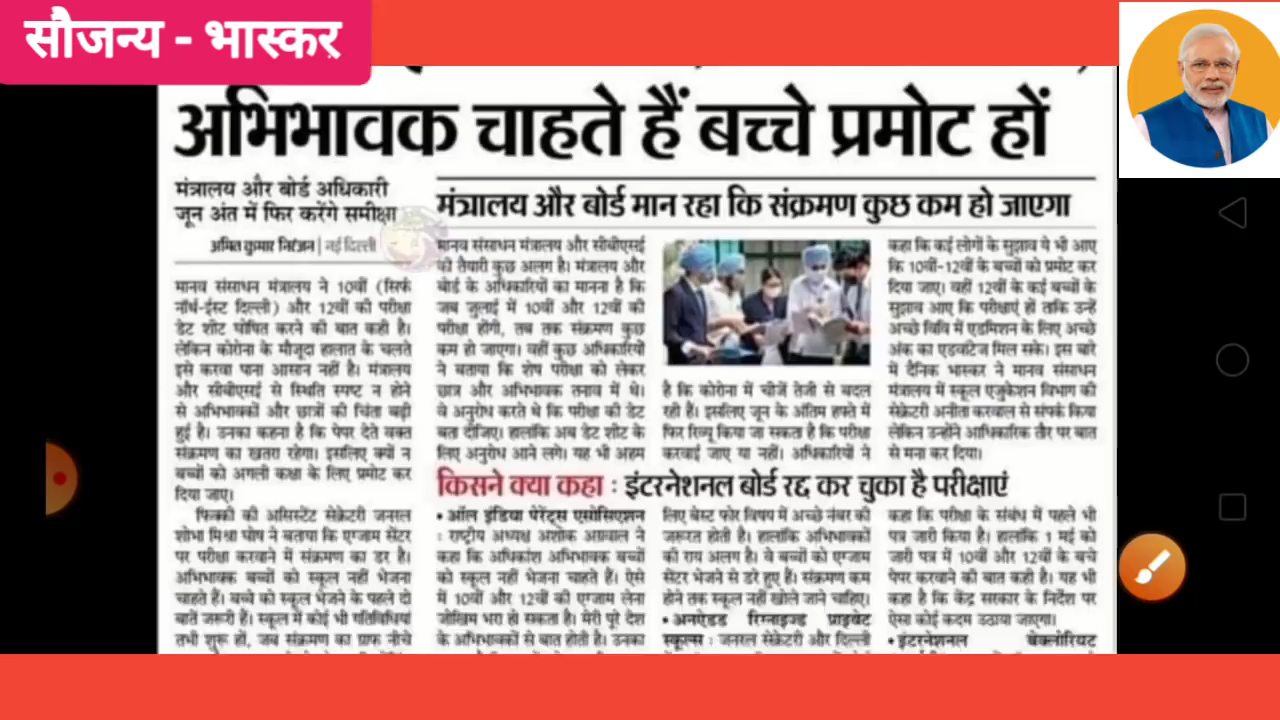 सौजन्य - भास्कर
अभिभावक चाहते हैं बच्चे प्रमोट हों
मंत्रालय और बोर्ड अधिकारी
जून अंत में फिर करेंगे समीक्षा
अमित कुमार निरंजन | नई दिल्ली
मानव संसाधन मंत्रालय ने 10वीं (सिर्फ
नॉर्थ-ईस्ट दिल्ली) और 12वीं की परीक्षा
डेट शीट घोषित करने की बात कही है।
लेकिन कोरोना के मौजूदा हालात के चलते
इसे करवा पाना आसान नहीं है। मंत्रालय
और सीबीएसई से स्थिति स्पष्ट न होने
से अभिभावकों और छात्रों की चिंता बढ़ी
हुई है। उनका कहना है कि पेपर देते वक्त
संक्रमण का खतरा रहेगा। इसलिए क्यों न
बच्चों को अगली कक्षा के लिए प्रमोट कर
दिया जाए।
फिक्की की असिस्टेंट सेक्रेटरी जनरल
शोभा मिश्रा घोष ने बताया कि एग्जाम सेंटर
पर परीक्षा करवाने में संक्रमण का डर है।
अभिभावक बच्चों को स्कूल नहीं भेजना
चाहते हैं। बच्चे को स्कूल भेजने के पहले दो
बातें जरूरी हैं। स्कूल में कोई भी गतिविधियां
तभी शुरू हों, जब संक्रमण का ग्राफ नीचे
मंत्रालय और बोर्ड मान रहा कि संक्रमण कुछ कम हो जाएगा
मानव संसाधन मंत्रालय और सीबीएसई
की तैयारी कुछ अलग है। मंत्रालय और
बोर्ड के अधिकारियों का मानना है कि
जब जुलाई में 10वीं और 12वीं की
परीक्षा होंगी, तब तक संक्रमण कुछ
कम हो जाएगा। वहीं कुछ अधिकारियों
ने बताया कि शेष परीक्षा को लेकर
छात्र और अभिभावक तनाव में थे।
वे अनुरोध करते थे कि परीक्षा की डेट
बता दीजिए। हालांकि अब डेट शीट के
लिए अनुरोध आने लगे। यह भी अहम
है कि कोरोना में चीजें तेजी से बदल
रही हैं। इसलिए जून के अंतिम हफ्ते में
फिर रिव्यू किया जा सकता है कि परीक्षा
करवाई जाए या नहीं। अधिकारियों ने
कहा कि कई लोगों के सुझाव ये भी आए
कि 10वीं-12वीं के बच्चों को प्रमोट कर
दिया जाए। वहीं 12वीं के कई बच्चों के
सुझाव आए कि परीक्षाएं हों ताकि उन्हें
अच्छे विवि में एडमिशन के लिए अच्छे
अंक का एडवांटेज मिल सके। इस बारे
में दैनिक भास्कर ने मानव संसाधन
मंत्रालय में स्कूल एजुकेशन विभाग की
सेक्रेटरी अनीता करवाल से संपर्क किया
लेकिन उन्होंने आधिकारिक तौर पर बात
से मना कर दिया।
किसने क्या कहा : इंटरनेशनल बोर्ड रद्द कर चुका है परीक्षाएं
• ऑल इंडिया पेरेंट्स एसोसिएशन
: राष्ट्रीय अध्यक्ष अशोक अग्रवाल ने
कहा कि अधिकांश अभिभावक बच्चों
को स्कूल नहीं भेजना चाहते हैं। ऐसे
में 10वीं और 12वीं की एग्जाम लेना
जोखिम भरा हो सकता है। मेरी पूरे देश
के अभिभावकों से बात होती है। उनका
लिए बेस्ट फोर विषय में अच्छे नंबर की
जरूरत होती है। हालांकि अभिभावकों
की राय अलग है। वे बच्चों को एग्जाम
सेंटर भेजने से डरे हुए हैं। संक्रमण कम
होने तक स्कूल नहीं खोले जाने चाहिए।
• अनऐडेड रिग्नाइज्ड प्राइवेट
स्कूल्स : जनरल सेक्रेटरी और दिल्ली
कहा कि परीक्षा के संबंध में पहले भी
पत्र जारी किया है। हालांकि 1 मई को
जारी पत्र में 10वीं और 12वीं के बचे
पेपर करवाने की बात कही है। यह भी
कहा है कि केंद्र सरकार के निर्देश पर
ऐसा कोई कदम उठाया जाएगा।
• इंटरनेशनल बेक्लोरियट